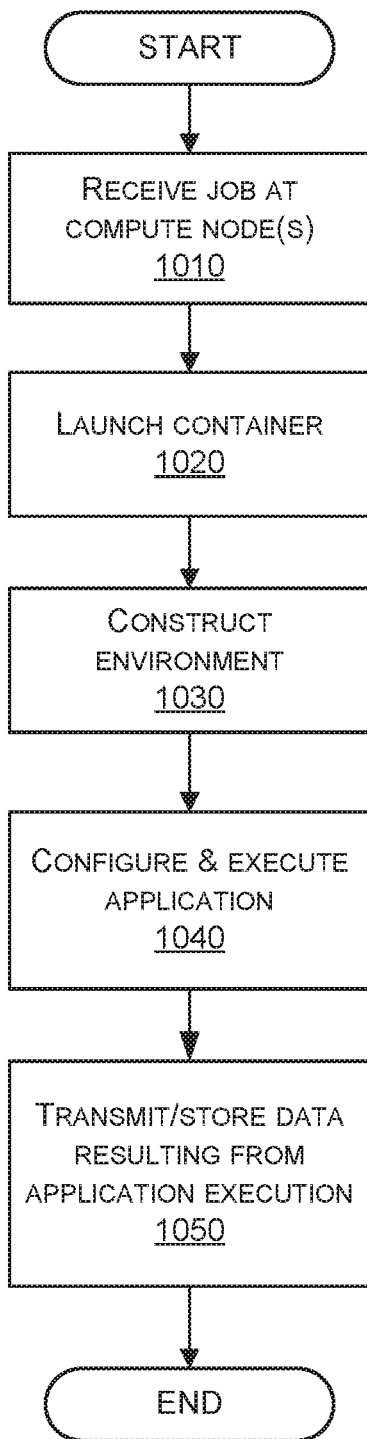 START
RECEIVE JOB AT
COMPUTE NODE(S)
1010
LAUNCH CONTAINER
1020
CONSTRUCT
ENVIRONMENT
1030
CONFIGURE & EXECUTE
APPLICATION
1040
TRANSMIT/STORE DATA
RESULTING FROM
APPLICATION EXECUTION
1050
END